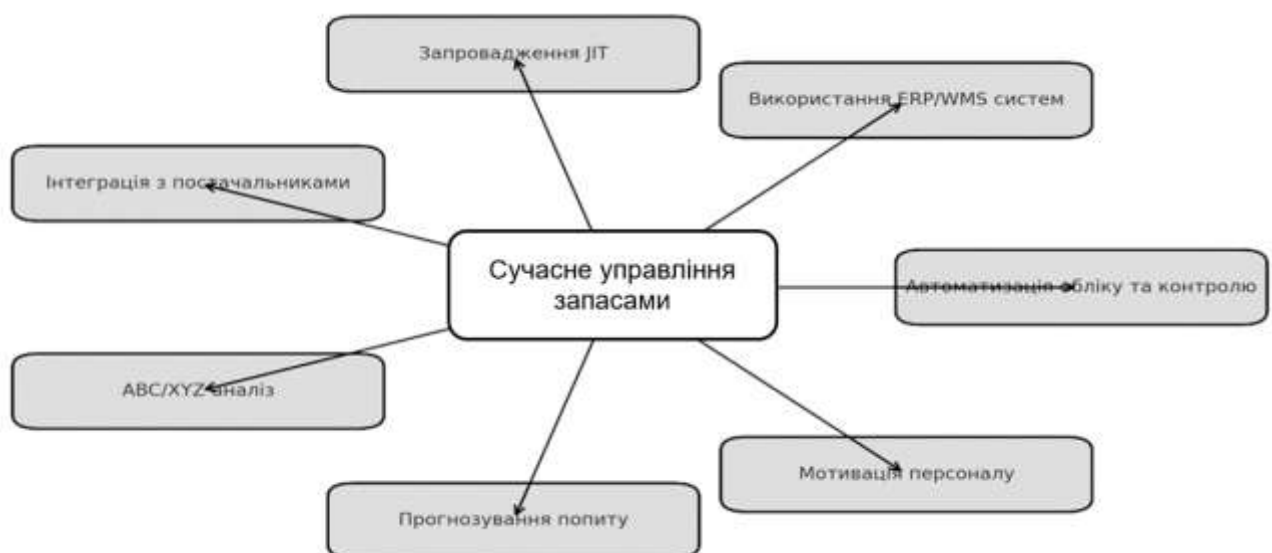 Запровадження JIT
Використання ERP/WMS систем
Інтеграція з постачальниками
Сучасне управління
запасами
Автоматизація обліку та контролю
ABC/XYZ-аналіз
Мотивація персоналу
Прогнозування попиту